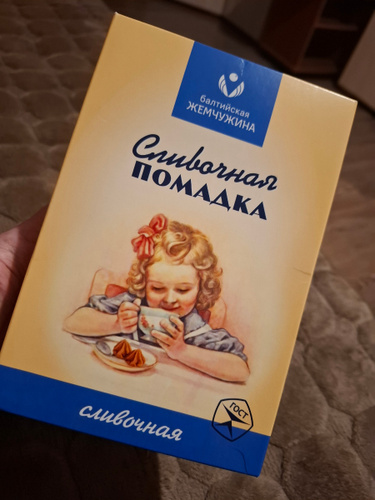 балтийская
ЖЕМЧУЖИНА
Сливочная
ПОМАДКА
ГОСТ
сливочная